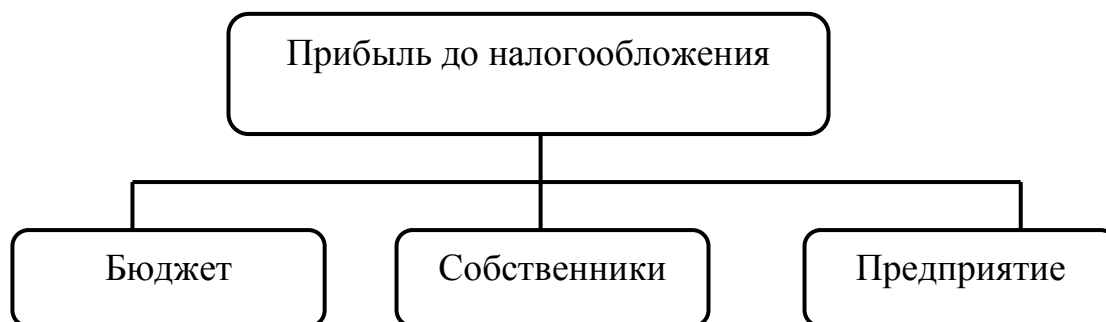 Прибыль до налогообложения
Бюджет
Собственники
Предприятие